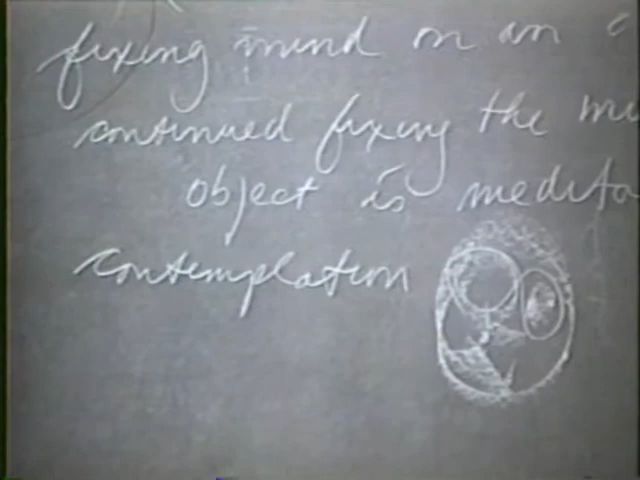 fixing mind on an
continued fixing the
object is
contemplation